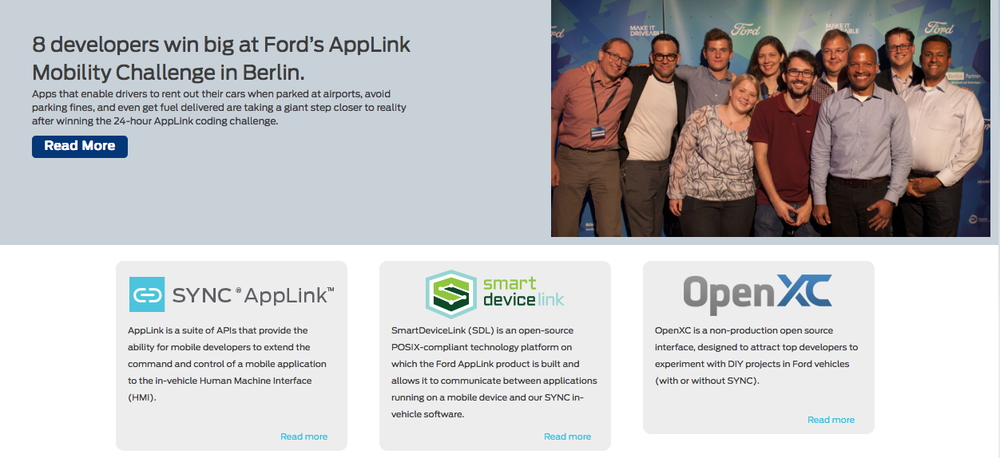 8 developers win big at Ford’s AppLink
Mobility Challenge in Berlin.
Apps that enable drivers to rent out their cars when parked at airports, avoid
parking fines, and even get fuel delivered are taking a giant step closer to reality
after winning the 24-hour AppLink coding challenge.
Read More
MAKE IT
DRIVEABLE
Ford
MAKE IT
DRIVEABLE
Ford
Berlin Partner
SYNC® AppLink™
AppLink is a suite of APIs that provide the
ability for mobile developers to extend the
command and control of a mobile application
to the in-vehicle Human Machine Interface
(HMI).
Read more
smart
devicelink
SmartDeviceLink (SDL) is an open-source
POSIX-compliant technology platform on
which the Ford AppLink product is built and
allows it to communicate between applications
running on a mobile device and our SYNC in-
vehicle software.
Read more
OpenXC
OpenXC is a non-production open source
interface, designed to attract top developers to
experiment with DIY projects in Ford vehicles
(with or without SYNC).
Read more